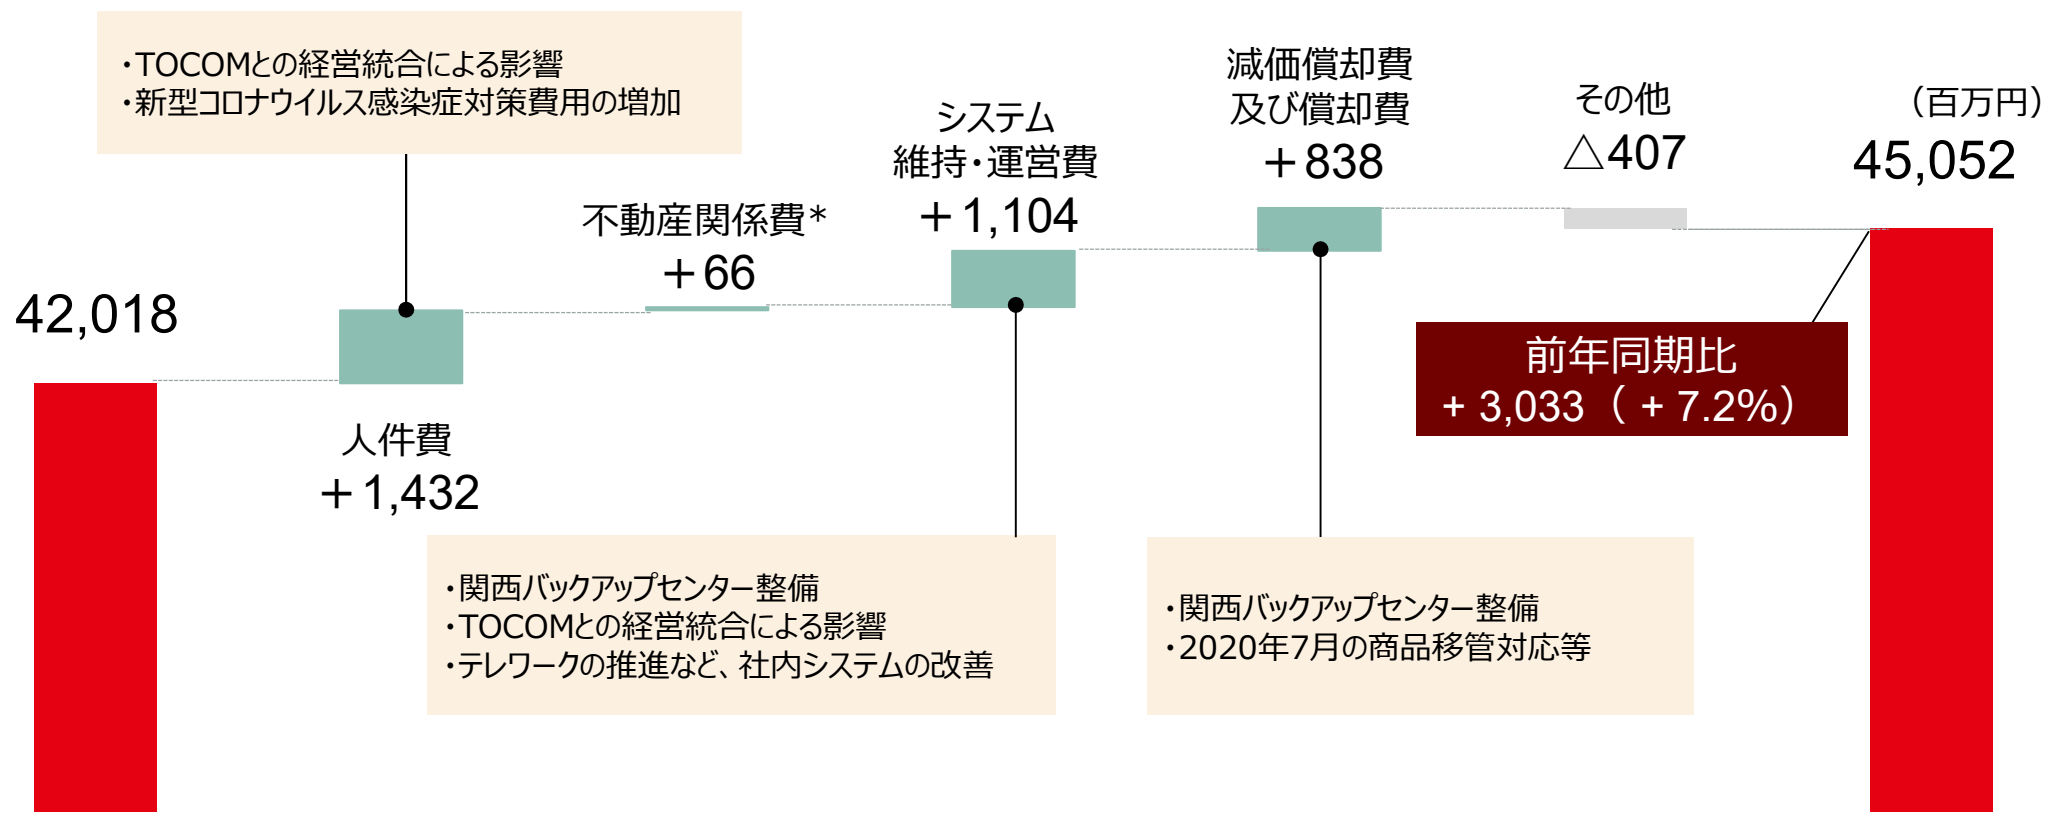 ・TOCOMとの経営統合による影響
・新型コロナウイルス感染症対策費用の増加
42,018
人件費
＋1,432
不動産関係費*
＋66
システム
維持・運営費
＋1,104
減価償却費
及び償却費
＋838
その他
△407
（百万円）
45,052
前年同期比
+ 3,033（ + 7.2%）
・関西バックアップセンター整備
・TOCOMとの経営統合による影響
・テレワークの推進など、社内システムの改善
・関西バックアップセンター整備
・2020年7月の商品移管対応等